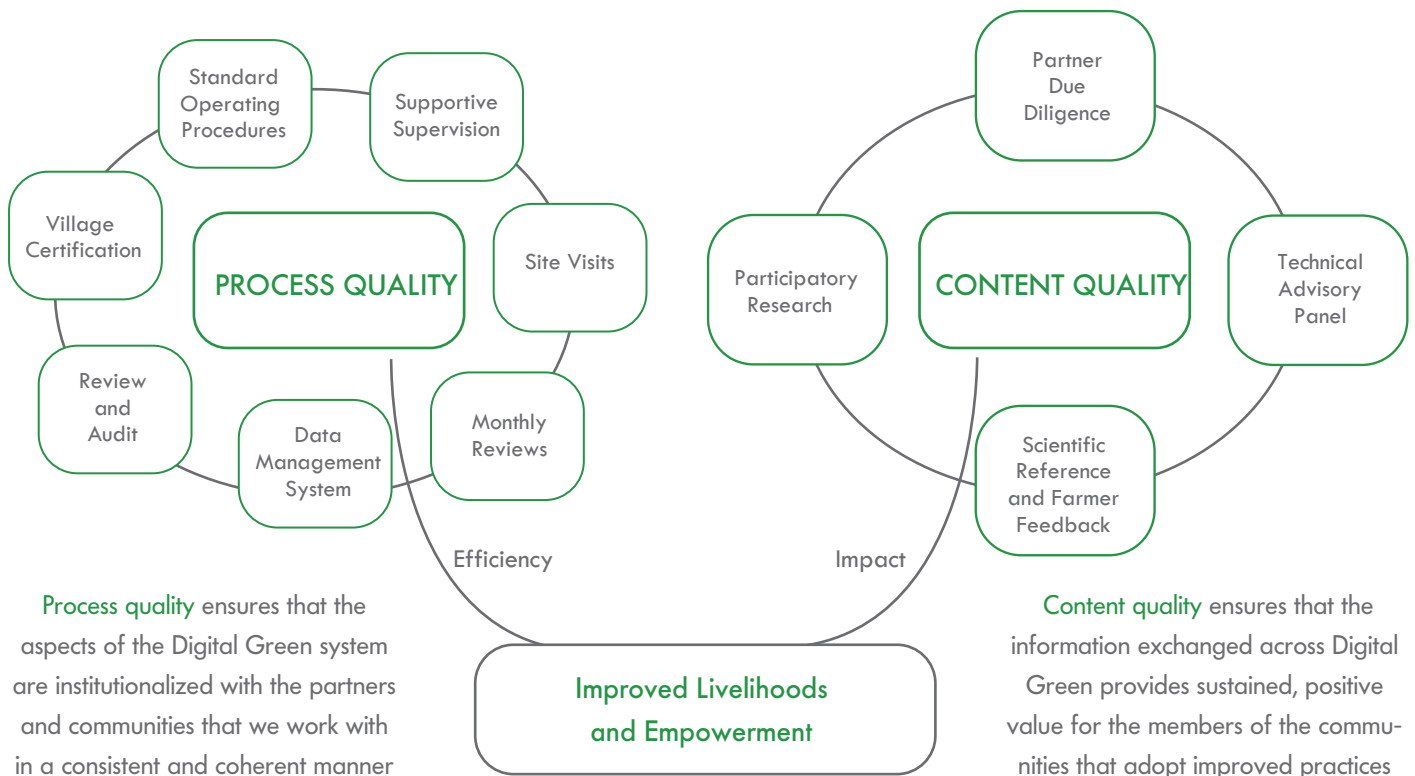 Standard
Operating
Procedures
Supportive
Supervision
Village
Certification
PROCESS QUALITY
Site Visits
Review
and
Audit
Data
Management
System
Monthly
Reviews
Partner
Due
Diligence
Participatory
Research
CONTENT QUALITY
Technical
Advisory
Panel
Scientific
Reference
and Farmer
Feedback
Efficiency
Impact
Process quality ensures that the
aspects of the Digital Green system
are institutionalized with the partners
and communities that we work with
in a consistent and coherent manner
Improved Livelihoods
and Empowerment
Content quality ensures that the
information exchanged across Digital
Green provides sustained, positive
value for the members of the commu-
nities that adopt improved practices